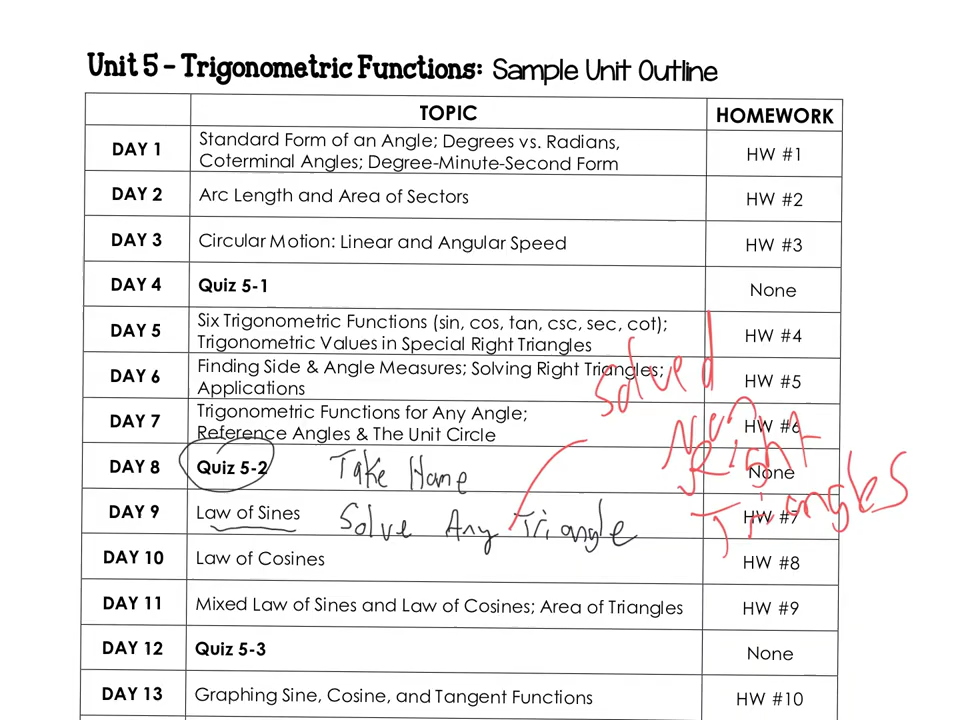 Unit 5 – Trigonometric Functions: Sample Unit Outline
TOPIC HOMEWORK
DAY 1 Standard Form of an Angle; Degrees vs. Radians, Coterminal Angles; Degree-Minute-Second Form HW #1
DAY 2 Arc Length and Area of Sectors HW #2
DAY 3 Circular Motion: Linear and Angular Speed HW #3
DAY 4 Quiz 5-1 None
DAY 5 Six Trigonometric Functions (sin, cos, tan, csc, sec, cot); Trigonometric Values in Special Right Triangles HW #4
DAY 6 Finding Side & Angle Measures; Solving Right Triangles; Applications HW #5
Solved
DAY 7 Trigonometric Functions for Any Angle; Reference Angles & The Unit Circle HW #6
Non
Right
Triangles
DAY 8 Quiz 5-2 Take Home None
DAY 9 Law of Sines Solve Any Triangle HW #7
DAY 10 Law of Cosines HW #8
DAY 11 Mixed Law of Sines and Law of Cosines; Area of Triangles HW #9
DAY 12 Quiz 5-3 None
DAY 13 Graphing Sine, Cosine, and Tangent Functions HW #10